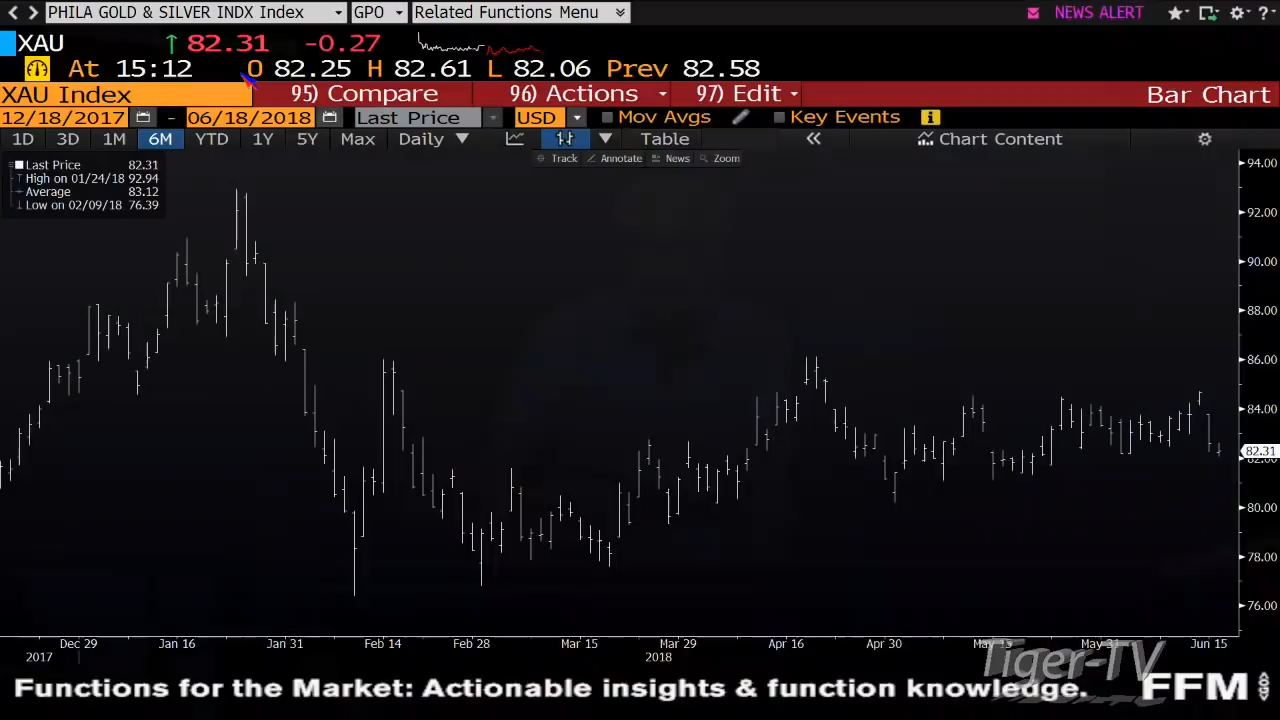 PHILA GOLD & SILVER INDX Index GPO Related Functions Menu NEWS ALERT
XAU ↑ 82.31 -0.27
At 15:12 O 82.25 H 82.61 L 82.06 Prev 82.58
XAU Index 95) Compare 96) Actions 97) Edit Bar Chart
12/18/2017 - 06/18/2018 Last Price USD Mov Avgs Key Events
1D 3D 1M 6M YTD 1Y 5Y Max Daily Table « Chart Content
Track Annotate News Zoom
Last Price 82.31
High on 01/24/18 92.94
Average 83.12
Low on 02/09/18 76.39
94.00
92.00
90.00
88.00
86.00
84.00
82.31
82.00
80.00
78.00
76.00
Dec 29 Jan 16 Jan 31 Feb 14 Feb 28 Mar 15 Mar 29 Apr 16 Apr 30 May 15 May 31 Jun 15
2017 2018
Tiger-TV
Functions for the Market: Actionable insights & function knowledge. FFM